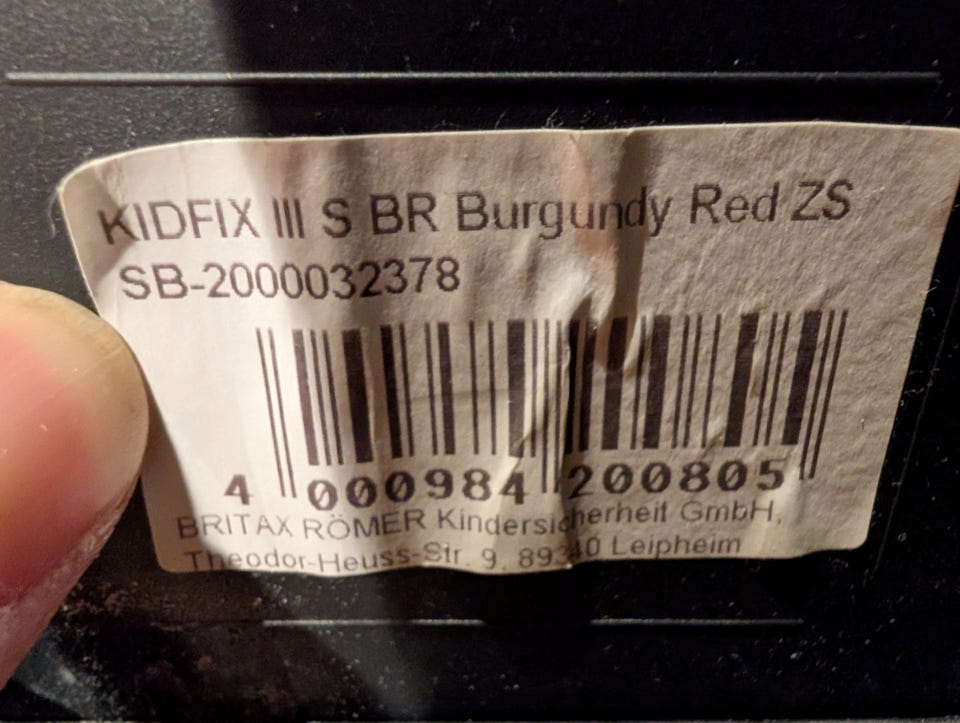 KIDFIX III S BR Burgundy Red ZS
SB-2000032378
4 000984 200805
BRITAX RÖMER Kindersicherheit GmbH,
Theodor-Heuss-Str. 9, 89340 Leipheim